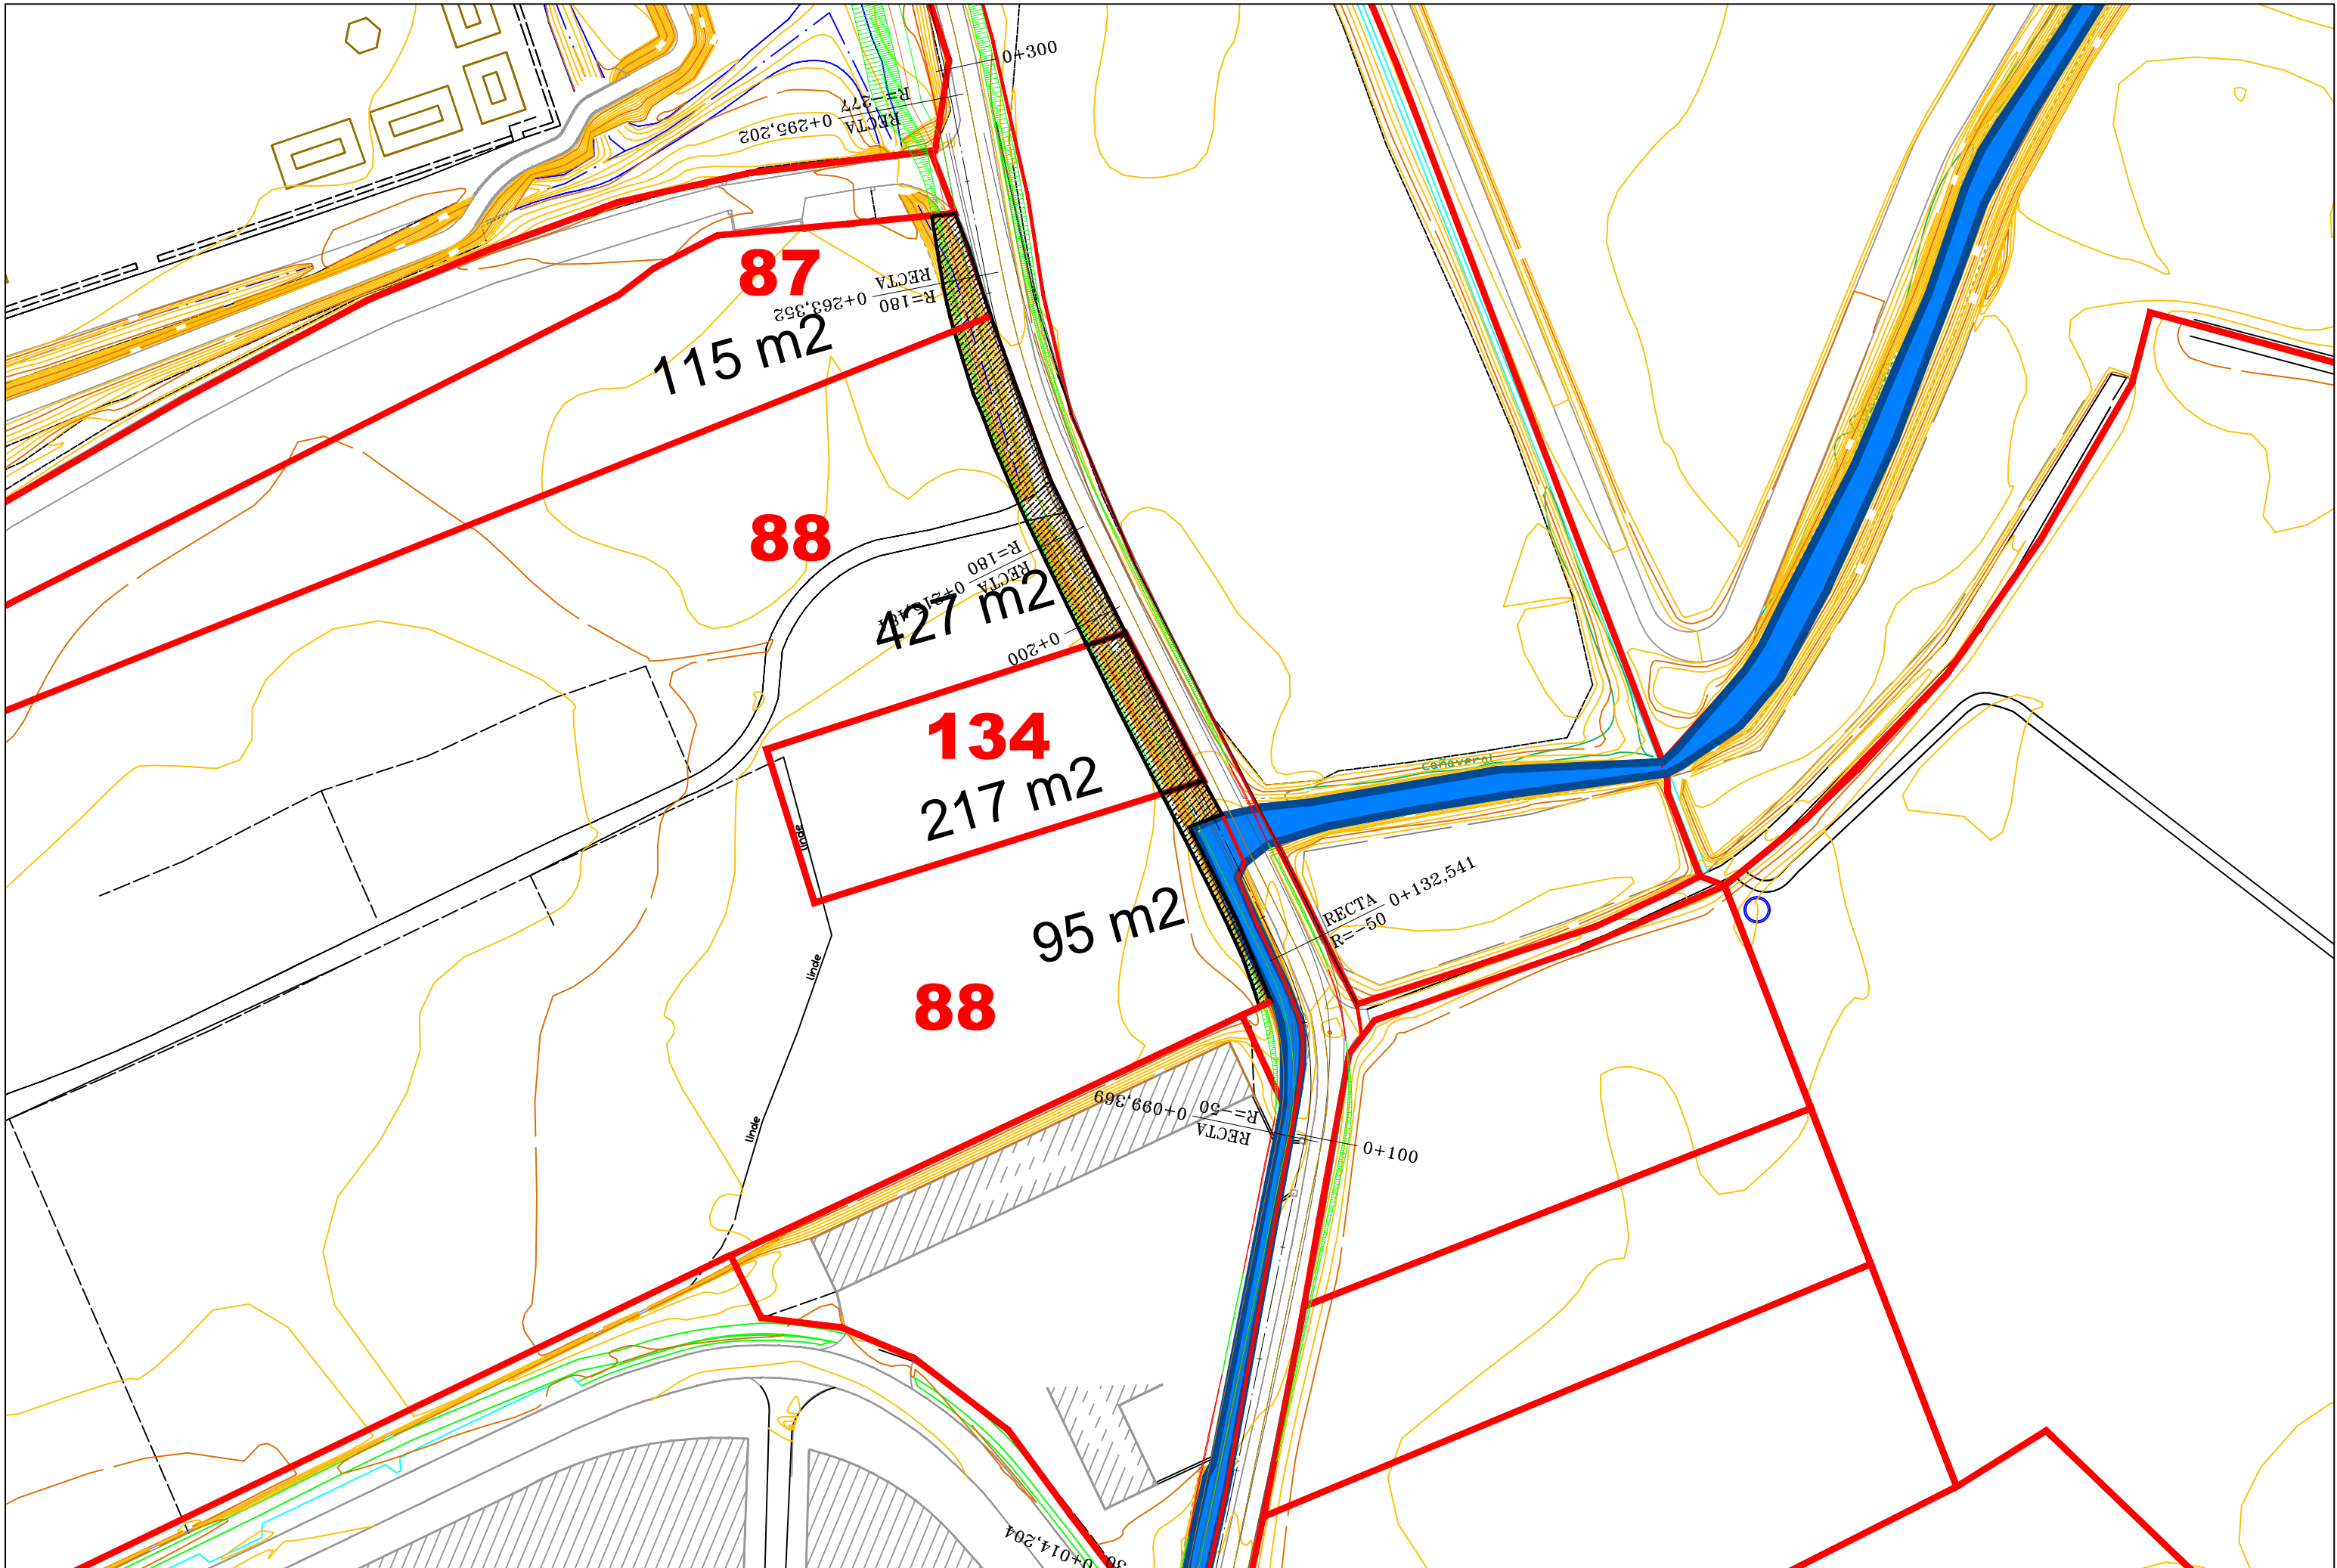 0+300
R=-277
RECTA
0+295,202
87
RECTA
R=180
0+263,352
115 m2
88
R=180
RECTA
427 m2
0+200
134
217 m2
cañaveral
linde
RECTA
R=-50
0+132,541
95 m2
linde
88
R=-50
RECTA
0+099,369
linde
0+100
0+014,204